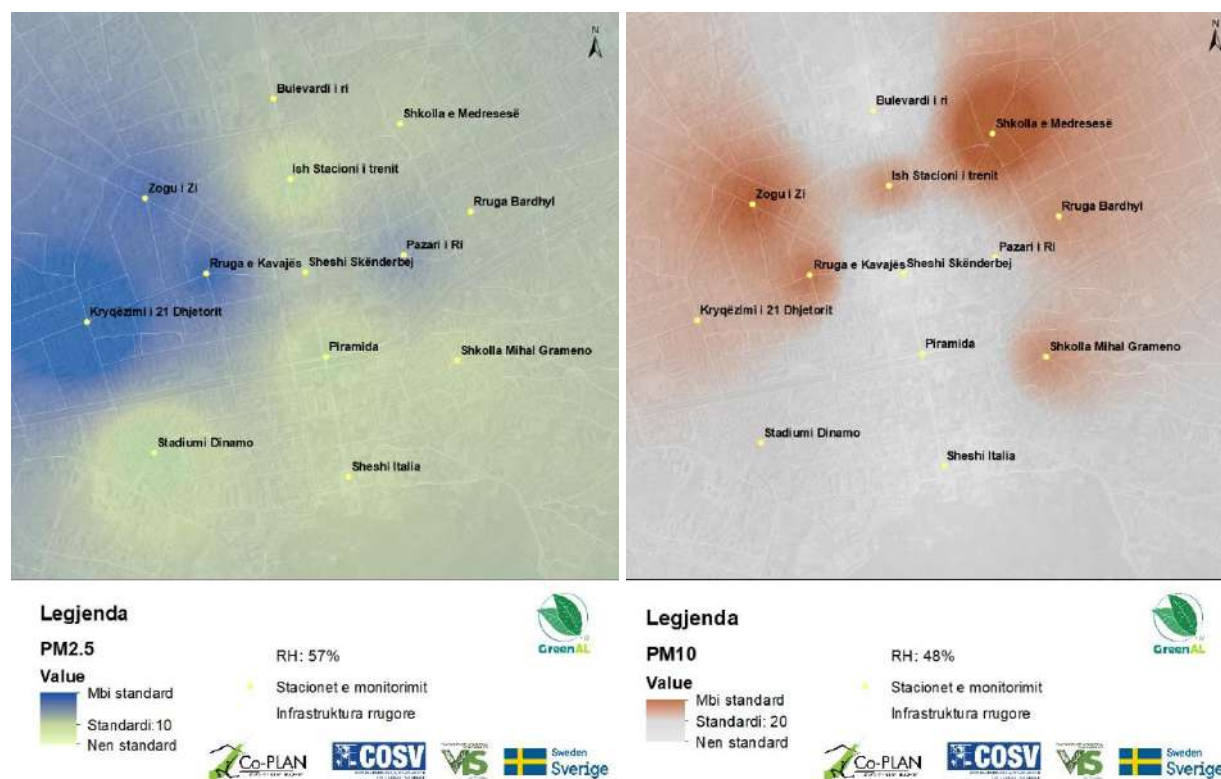 N
Bulevardi i ri
Shkolla e Medresesë
Ish Stacioni i trenit
Zogu i Zi
Rruga Bardhyl
Pazari i Ri
Rruga e Kavajës
Sheshi Skënderbej
Kryqëzimi i 21 Dhjetorit
Piramida
Shkolla Mihal Grameno
Stadiumi Dinamo
Sheshi Italia
Legjenda
PM2.5
Value
Mbi standard
Standardi: 10
Nen standard
RH: 57%
Stacionet e monitorimit
Infrastruktura rrugore
GreenAL
Co-PLAN
COSV
VIS
Sweden
Sverige
N
Bulevardi i ri
Shkolla e Medresesë
Ish Stacioni i trenit
Zogu i Zi
Rruga Bardhyl
Pazari i Ri
Rruga e Kavajës
Sheshi Skënderbej
Kryqëzimi i 21 Dhjetorit
Piramida
Shkolla Mihal Grameno
Stadiumi Dinamo
Sheshi Italia
Legjenda
PM10
Value
Mbi standard
Standardi: 20
Nen standard
RH: 48%
Stacionet e monitorimit
Infrastruktura rrugore
GreenAL
Co-PLAN
COSV
VIS
Sweden
Sverige